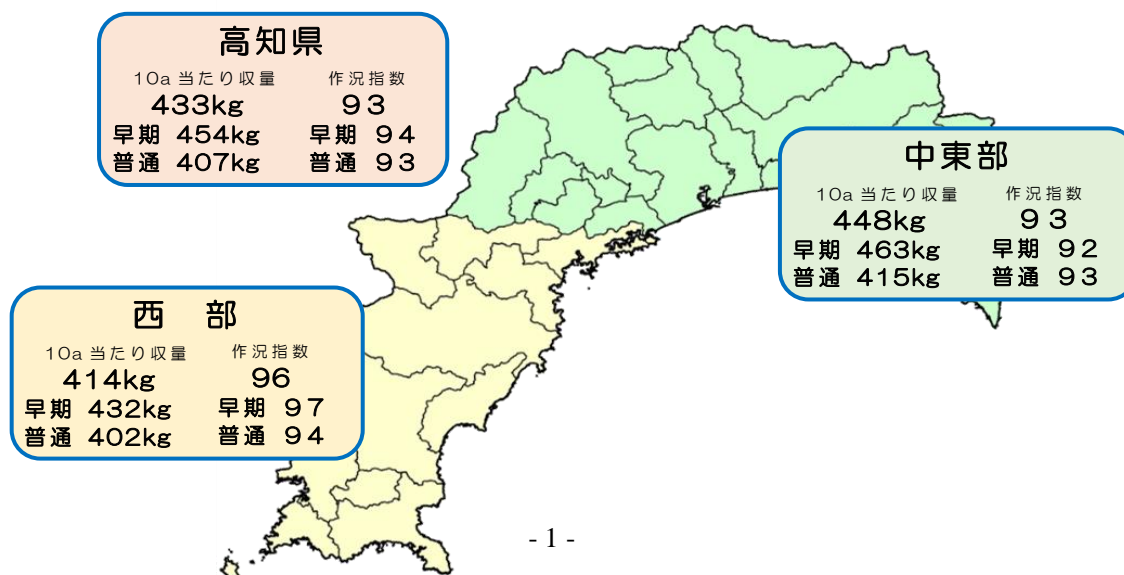 高知県
10a 当たり収量 作況指数
433kg 93
早期 454kg 早期 94
普通 407kg 普通 93
中東部
10a 当たり収量 作況指数
448kg 93
早期 463kg 早期 92
普通 415kg 普通 93
西 部
10a 当たり収量 作況指数
414kg 96
早期 432kg 早期 97
普通 402kg 普通 94
- 1 -